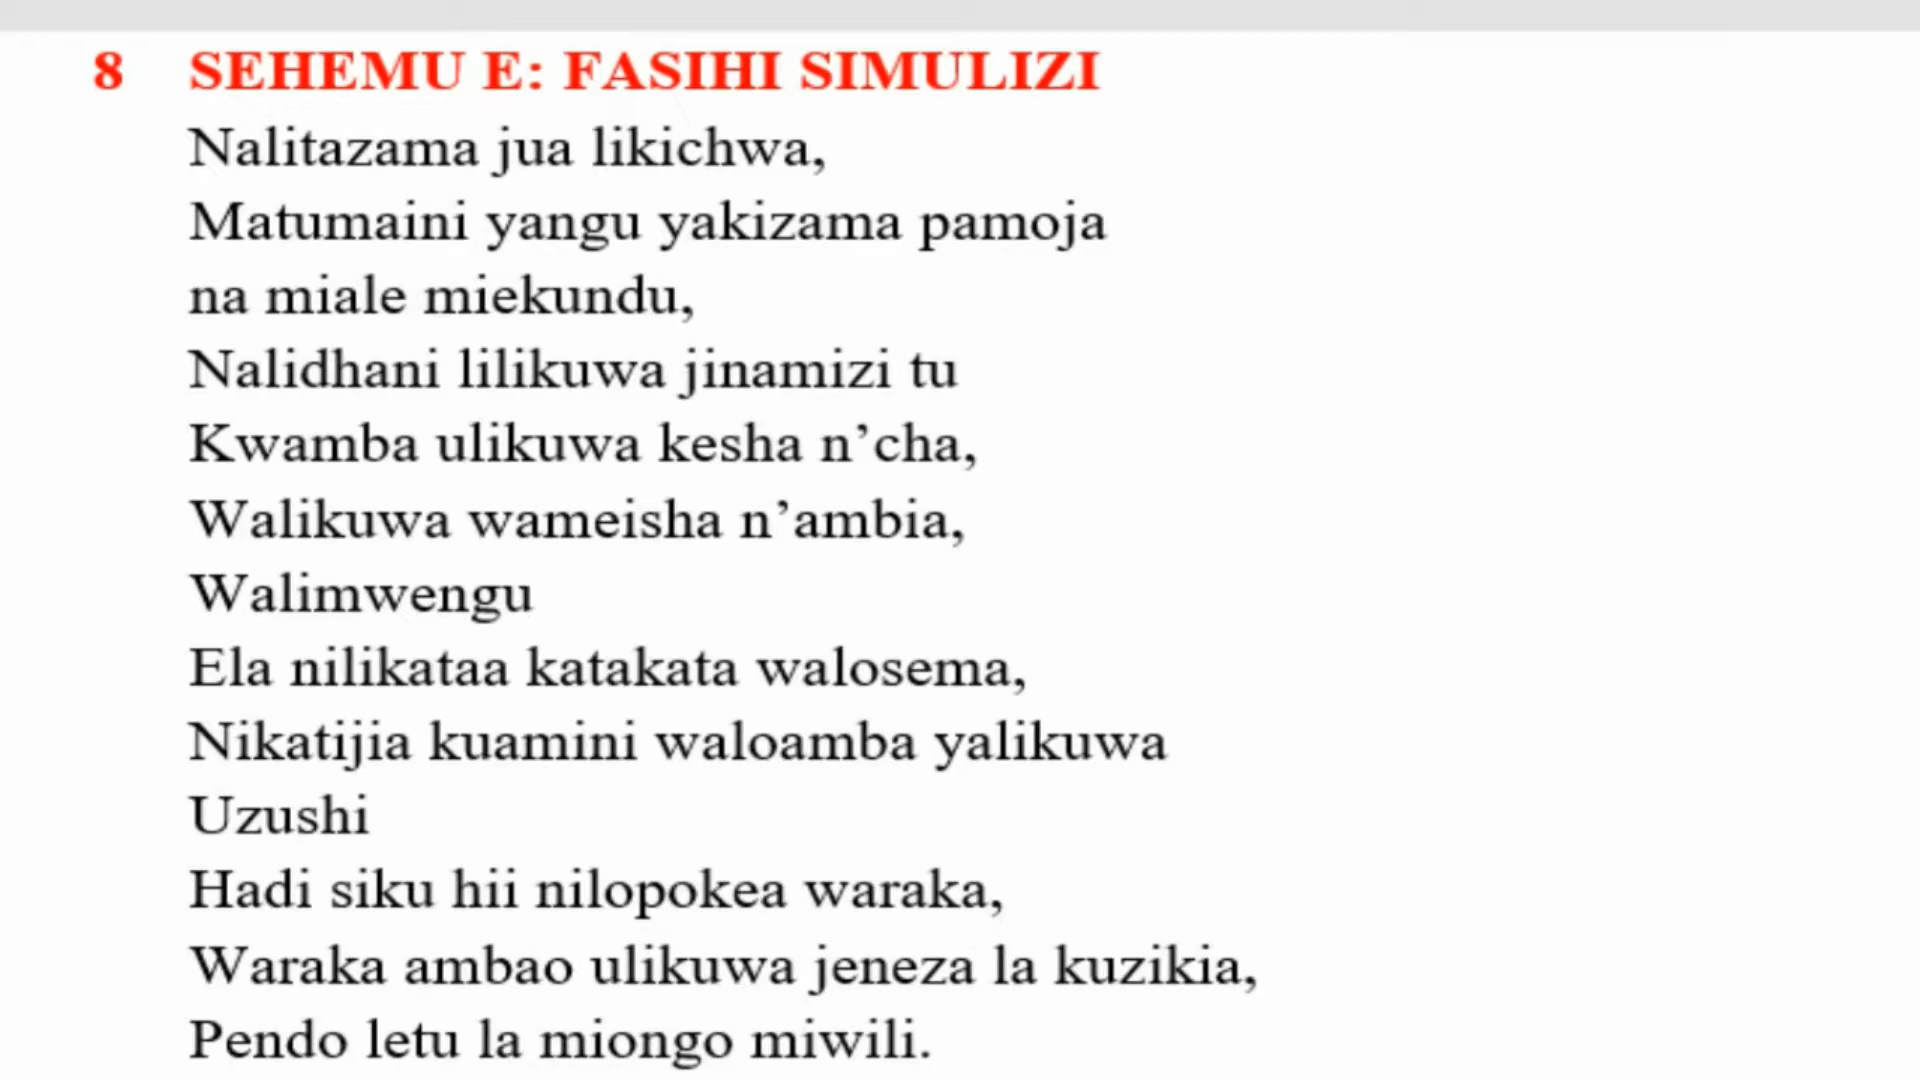 8 SEHEMU E: FASIHI SIMULIZI
Nalitazama jua likichwa,
Matumaini yangu yakizama pamoja
na miale miekundu,
Nalidhani lilikuwa jinamizi tu
Kwamba ulikuwa kesha n’cha,
Walikuwa wameisha n’ambia,
Walimwengu
Ela nilikataa katakata walosema,
Nikatijia kuamini waloamba yalikuwa
Uzushi
Hadi siku hii nilopokea waraka,
Waraka ambao ulikuwa jeneza la kuzikia,
Pendo letu la miongo miwili.